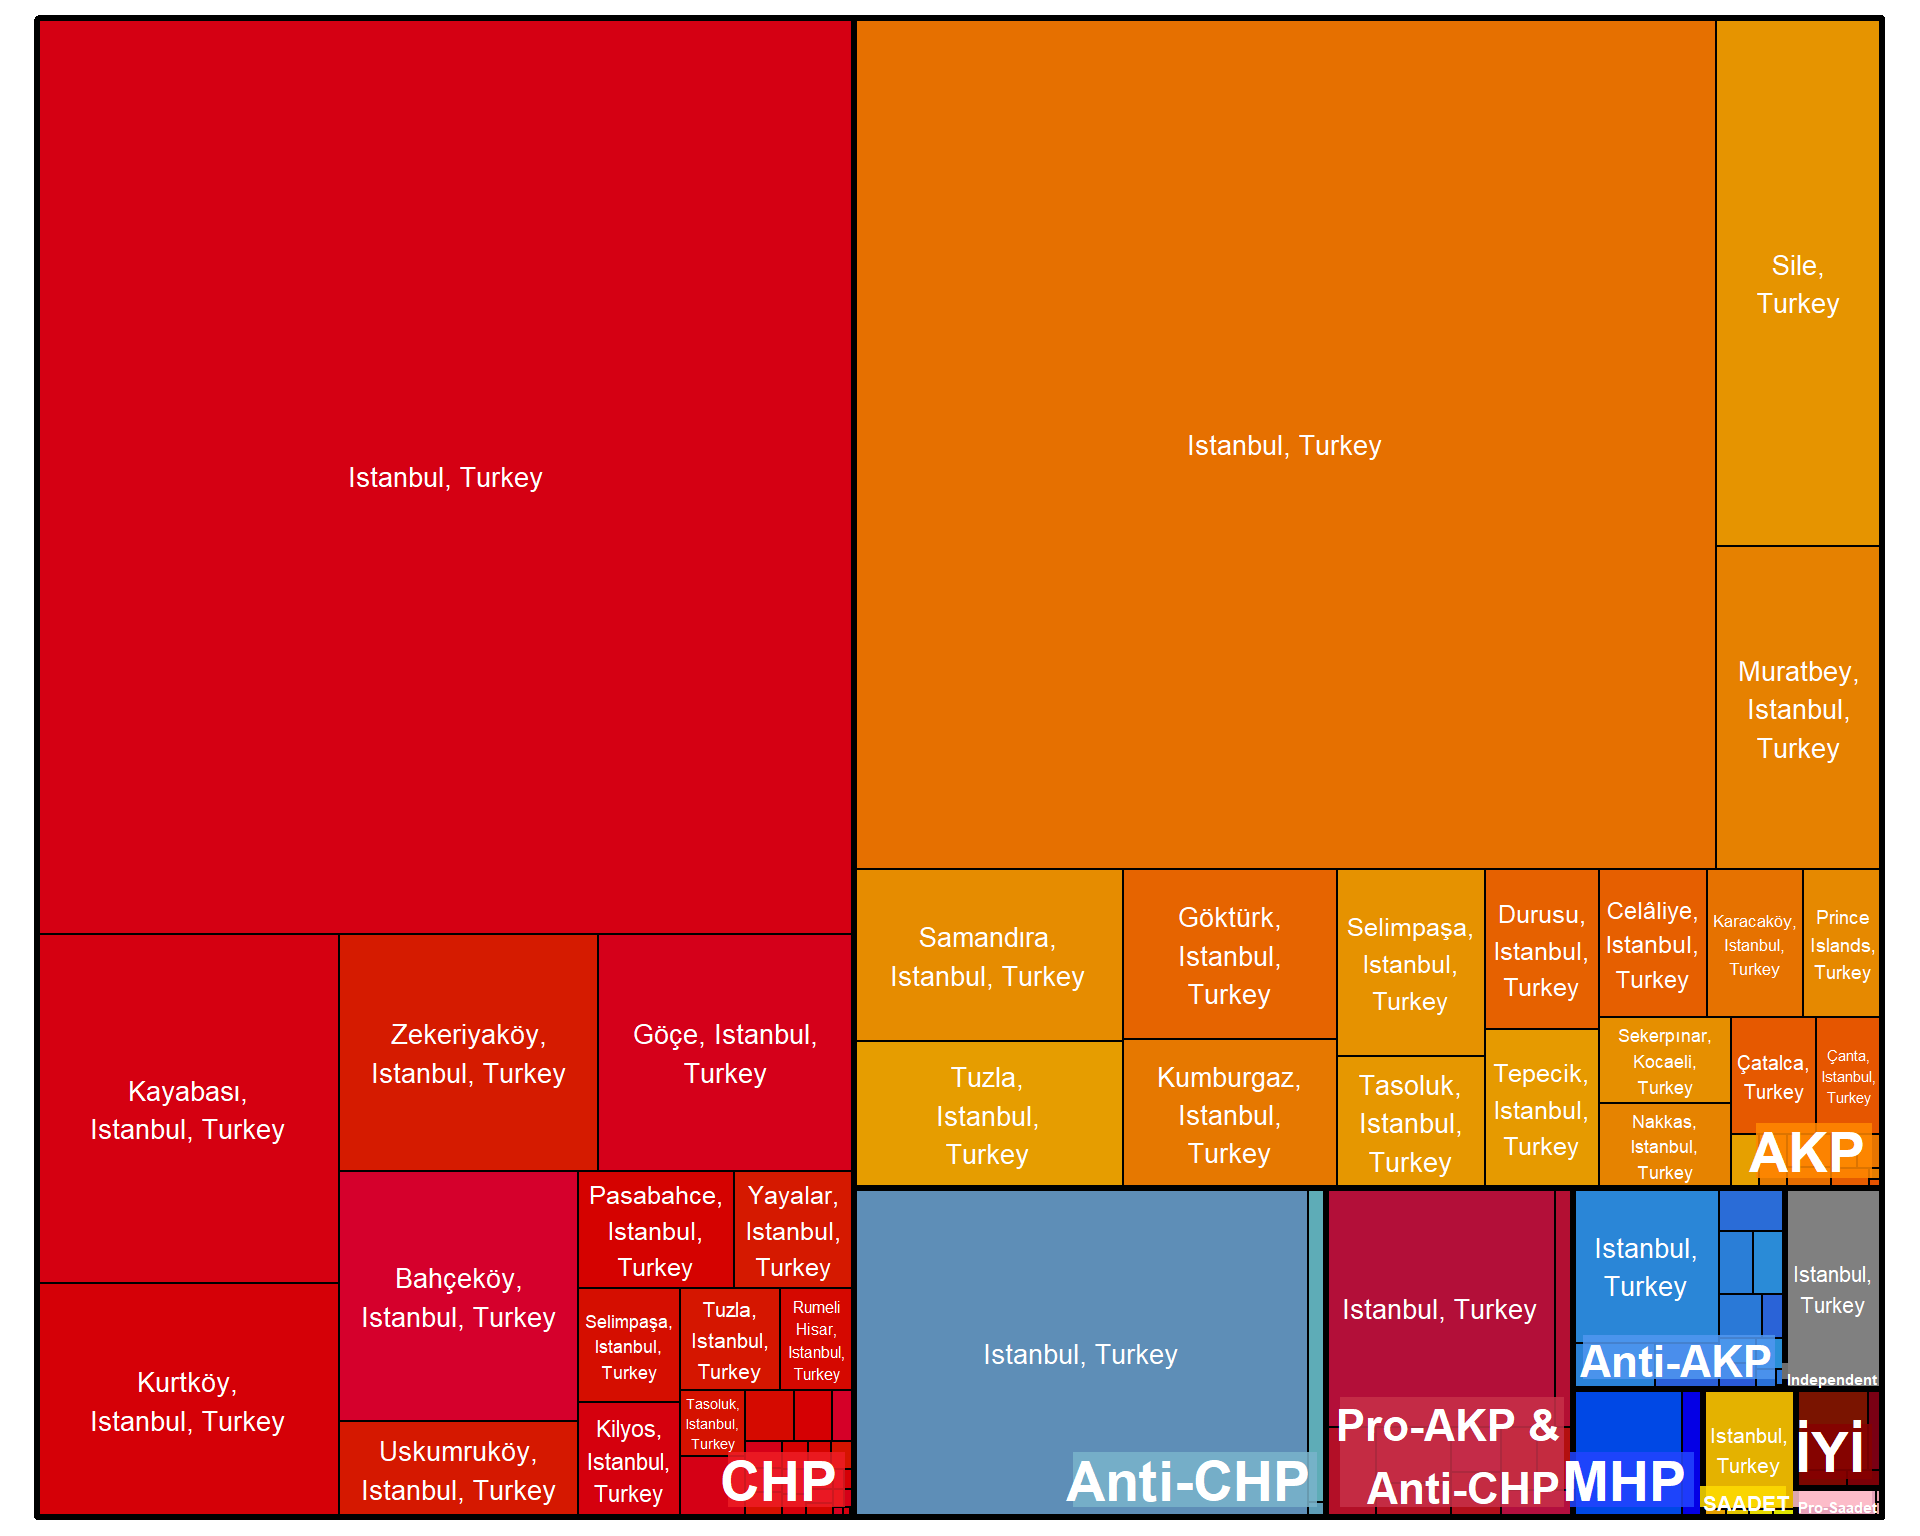 Istanbul, Turkey
Kayabası,
Istanbul, Turkey
Kurtköy,
Istanbul, Turkey
Zekeriyaköy,
Istanbul, Turkey
Göçe, Istanbul,
Turkey
Bahçeköy,
Istanbul, Turkey
Uskumruköy,
Istanbul, Turkey
Pasabahce,
Istanbul,
Turkey
Yayalar,
Istanbul,
Turkey
Selimpaşa,
Istanbul,
Turkey
Tuzla,
Istanbul,
Turkey
Rumeli
Hisar,
Istanbul,
Turkey
Kilyos,
Istanbul,
Turkey
Tasoluk,
Istanbul,
Turkey
CHP
Istanbul, Turkey
Sile,
Turkey
Muratbey,
Istanbul,
Turkey
Samandıra,
Istanbul, Turkey
Tuzla,
Istanbul,
Turkey
Göktürk,
Istanbul,
Turkey
Kumburgaz,
Istanbul,
Turkey
Selimpaşa,
Istanbul,
Turkey
Tasoluk,
Istanbul,
Turkey
Durusu,
Istanbul,
Turkey
Tepecik,
Istanbul,
Turkey
Celâliye,
Istanbul,
Turkey
Karacaköy,
Istanbul,
Turkey
Prince
Islands,
Turkey
Sekerpınar,
Kocaeli,
Turkey
Nakkas,
Istanbul,
Turkey
Çatalca,
Turkey
Çanta,
Istanbul,
Turkey
AKP
Istanbul, Turkey
Anti-CHP
Istanbul, Turkey
Pro-AKP &
Anti-CHP
Istanbul,
Turkey
Anti-AKP
Istanbul,
Turkey
Independent
MHP
Istanbul,
Turkey
SAADET
İYİ
Pro-Saadet